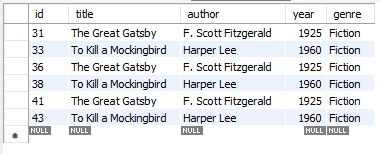 id title author year genre
31 The Great Gatsby F. Scott Fitzgerald 1925 Fiction
33 To Kill a Mockingbird Harper Lee 1960 Fiction
36 The Great Gatsby F. Scott Fitzgerald 1925 Fiction
38 To Kill a Mockingbird Harper Lee 1960 Fiction
41 The Great Gatsby F. Scott Fitzgerald 1925 Fiction
43 To Kill a Mockingbird Harper Lee 1960 Fiction
NULL NULL NULL NULL NULL